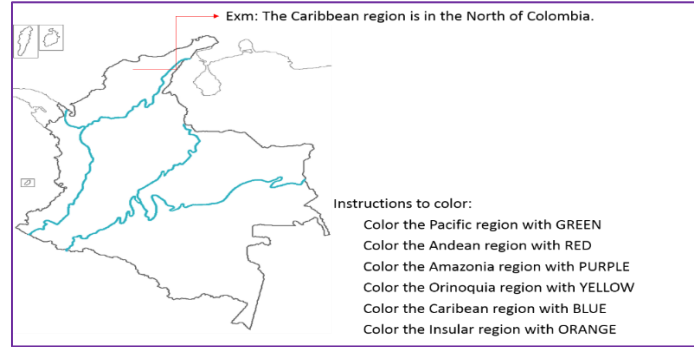 Exm: The Caribbean region is in the North of Colombia.
Instructions to color:
Color the Pacific region with GREEN
Color the Andean region with RED
Color the Amazonia region with PURPLE
Color the Orinoquia region with YELLOW
Color the Caribean region with BLUE
Color the Insular region with ORANGE